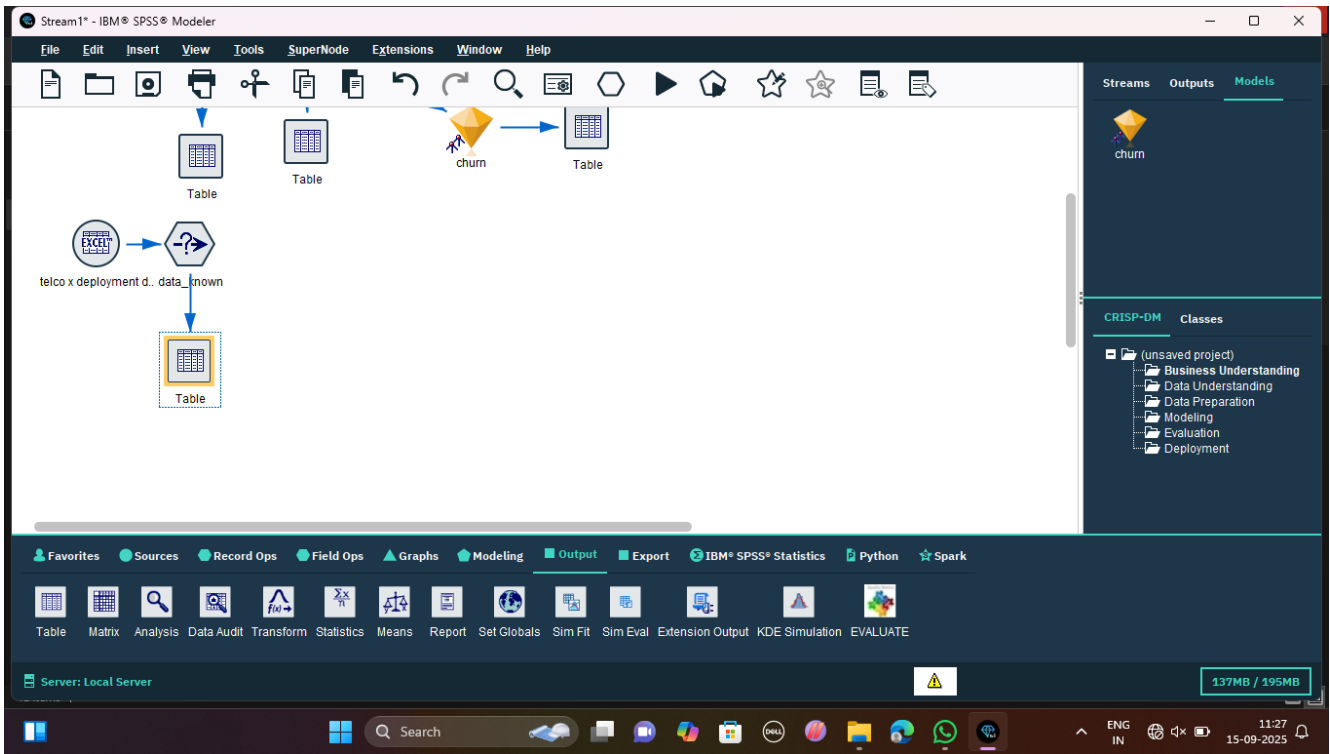 Stream1* - IBM® SPSS® Modeler
File Edit Insert View Tools SuperNode Extensions Window Help
Streams Outputs Models
churn
Table
Table
churn
Table
EXCEL™
-?->
telco x deployment d.. data_known
Table
CRISP-DM Classes
(unsaved project)
Business Understanding
Data Understanding
Data Preparation
Modeling
Evaluation
Deployment
Favorites Sources Record Ops Field Ops Graphs Modeling Output Export IBM® SPSS® Statistics Python Spark
f(x)
Σx
n
Table Matrix Analysis Data Audit Transform Statistics Means Report Set Globals Sim Fit Sim Eval Extension Output KDE Simulation EVALUATE
Server: Local Server
137MB / 195MB
Search
DELL
ENG
IN
11:27
15-09-2025